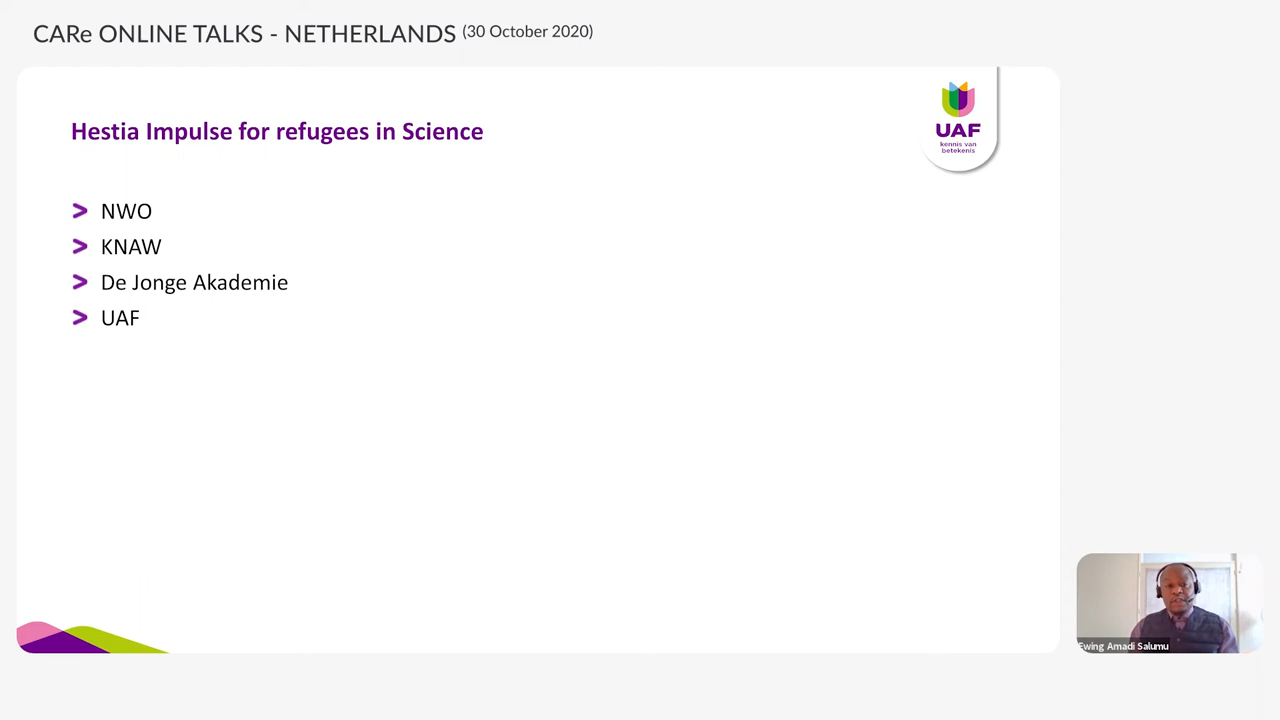 CARe ONLINE TALKS - NETHERLANDS (30 October 2020)
Hestia Impulse for refugees in Science
UAF
kennis van
betekenis
> NWO
> KNAW
> De Jonge Akademie
> UAF
Ewing Amadi Salumu